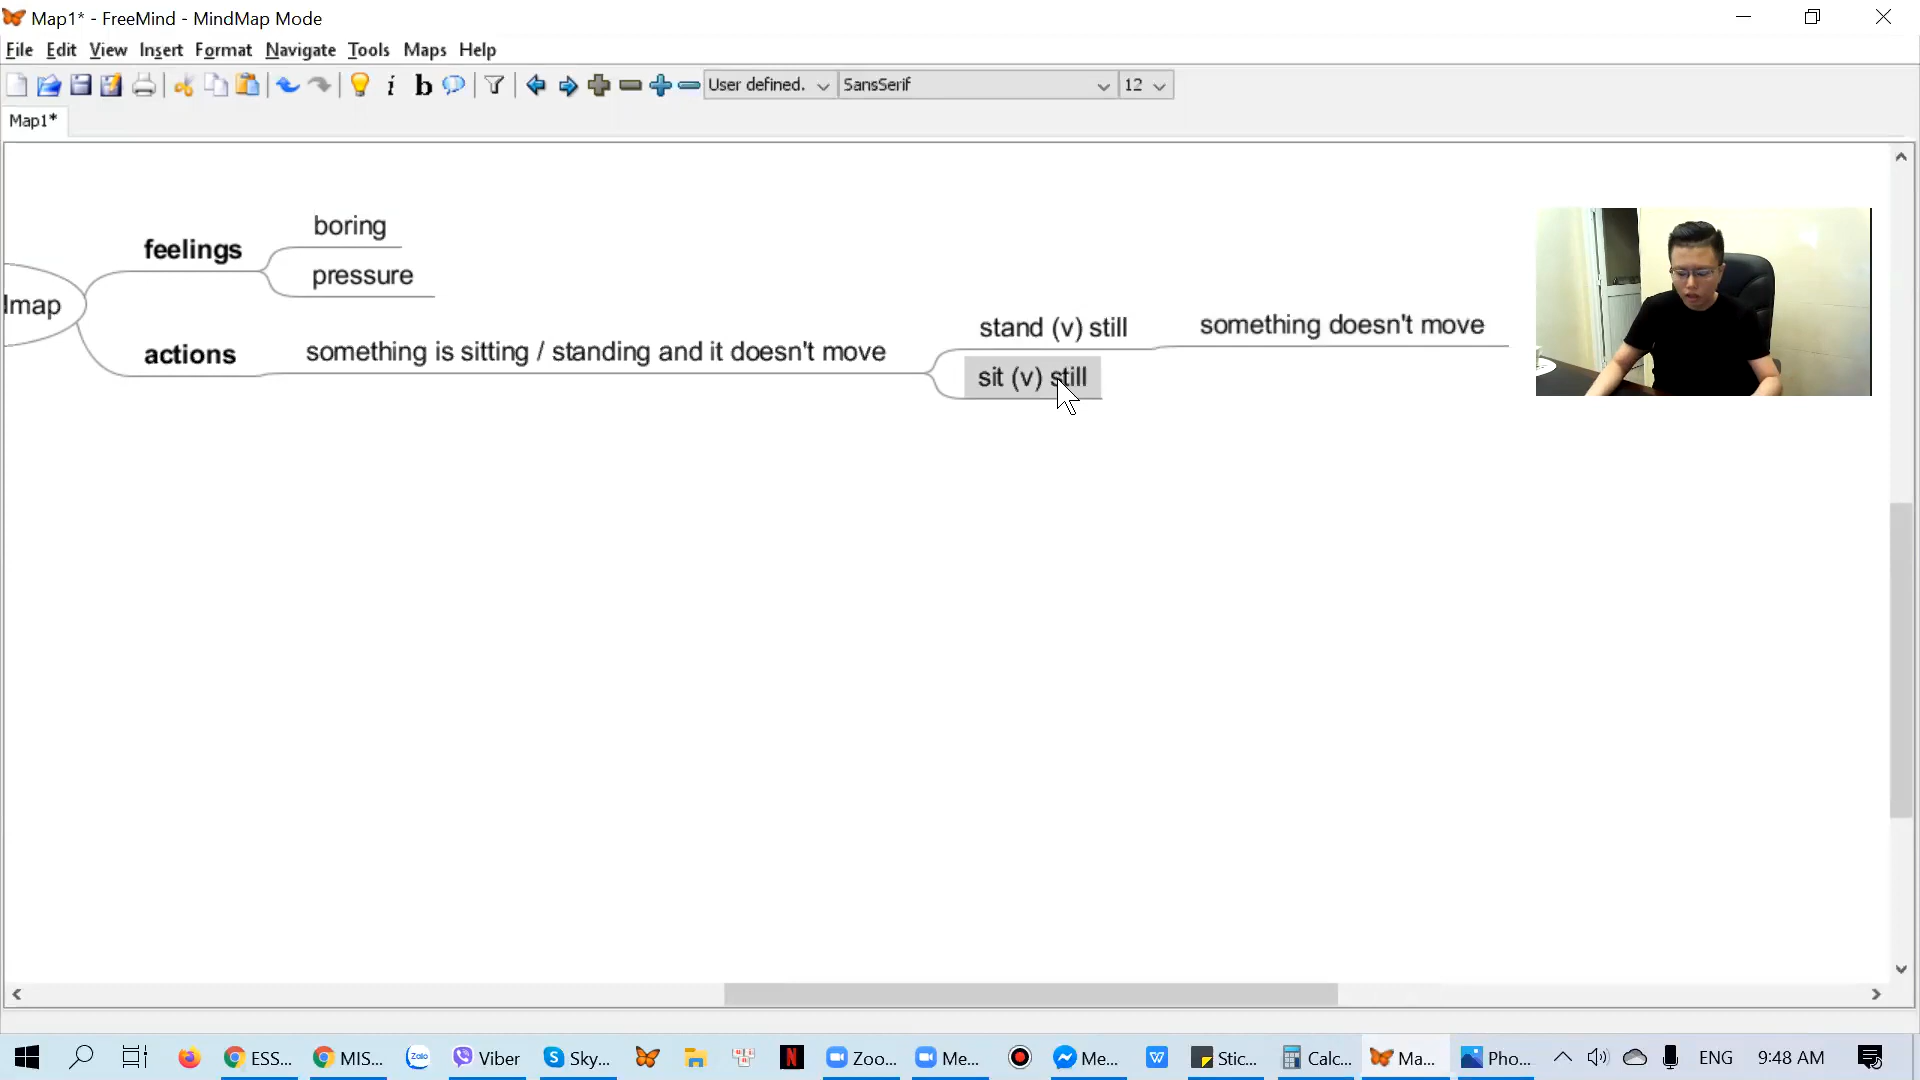 Map1* - FreeMind - MindMap Mode
File Edit View Insert Format Navigate Tools Maps Help
User defined. SansSerif 12
Map1*
boring
feelings
pressure
stand (v) still something doesn't move
actions something is sitting / standing and it doesn't move
sit (v) still
ESS... MIS... Zalo Viber Sky... Zoo... Me... Me... Stic... Calc... Ma... Pho... ENG 9:48 AM